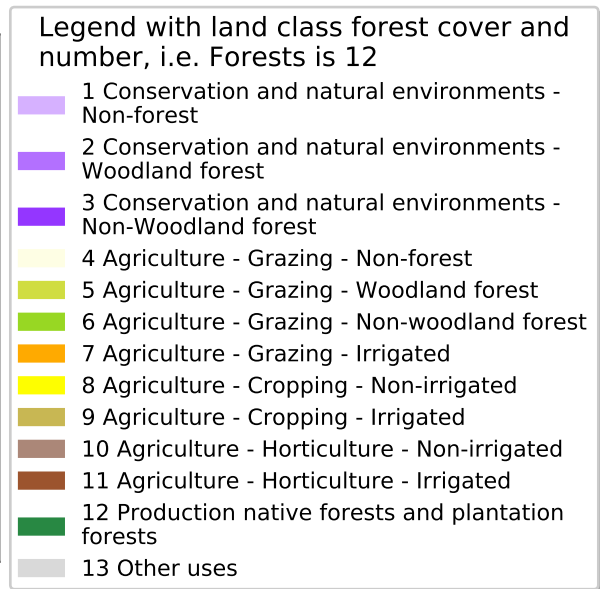 Legend with land class forest cover and
number, i.e. Forests is 12
1 Conservation and natural environments -
Non-forest
2 Conservation and natural environments -
Woodland forest
3 Conservation and natural environments -
Non-Woodland forest
4 Agriculture - Grazing - Non-forest
5 Agriculture - Grazing - Woodland forest
6 Agriculture - Grazing - Non-woodland forest
7 Agriculture - Grazing - Irrigated
8 Agriculture - Cropping - Non-irrigated
9 Agriculture - Cropping - Irrigated
10 Agriculture - Horticulture - Non-irrigated
11 Agriculture - Horticulture - Irrigated
12 Production native forests and plantation
forests
13 Other uses